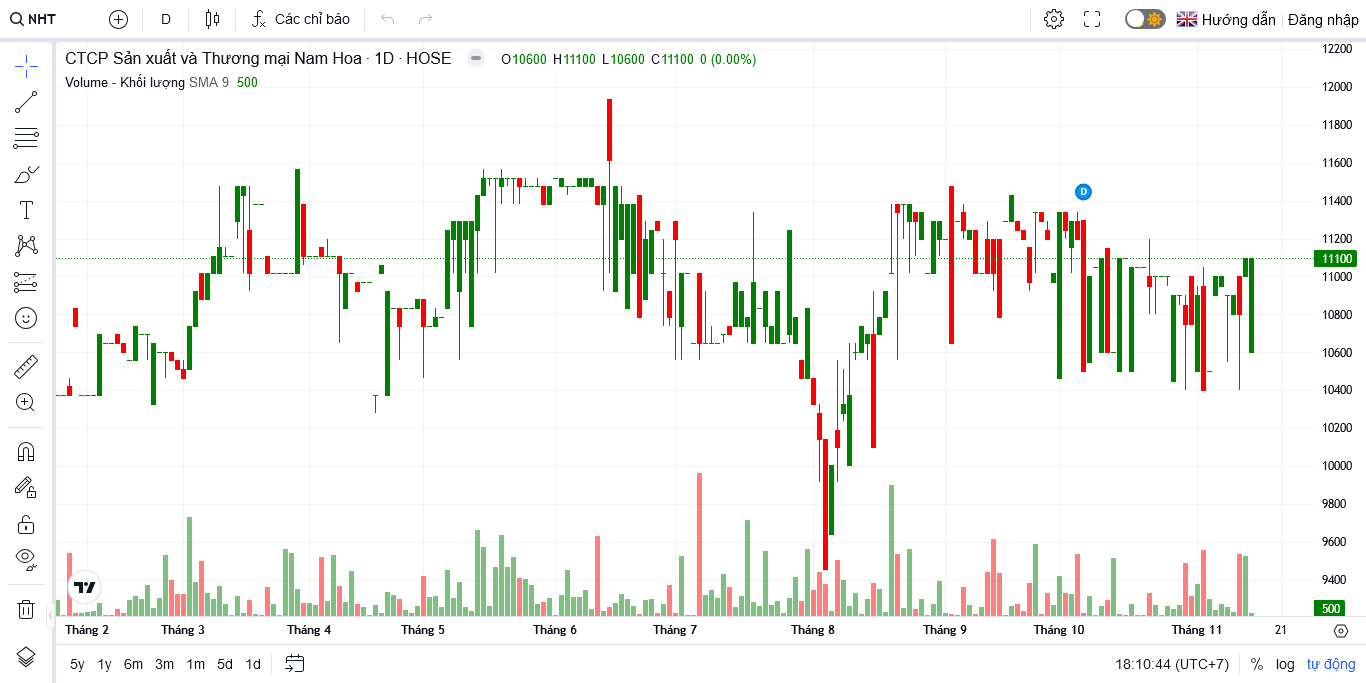 NHT D Các chỉ báo Hướng dẫn Đăng nhập
CTCP Sản xuất và Thương mại Nam Hoa · 1D · HOSE O10600 H11100 L10600 C11100 0 (0.00%)
Volume - Khối lượng SMA 9 500
12200
12000
11800
11600
11400
D
11200
11100
11000
10800
10600
10400
10200
10000
9800
9600
9400
500
Tháng 2 Tháng 3 Tháng 4 Tháng 5 Tháng 6 Tháng 7 Tháng 8 Tháng 9 Tháng 10 Tháng 11 21
5y 1y 6m 3m 1m 5d 1d 18:10:44 (UTC+7) % log tự động